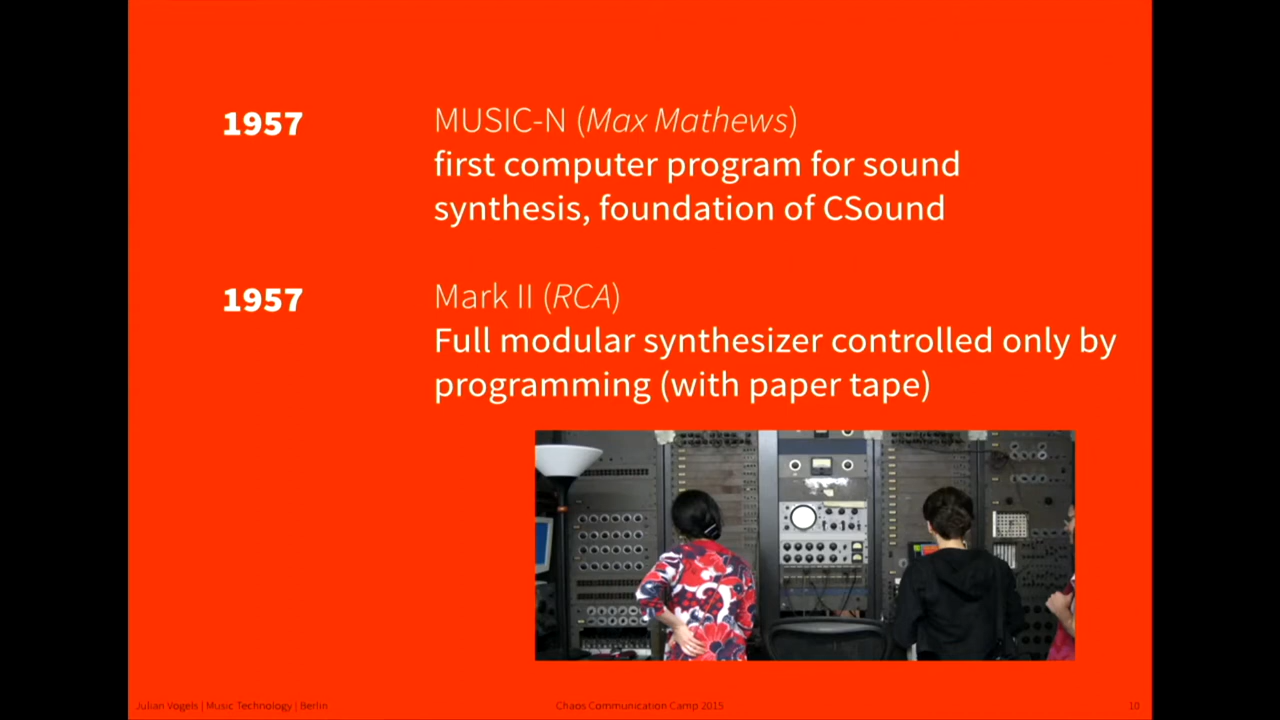 1957
MUSIC-N (Max Mathews)
first computer program for sound
synthesis, foundation of CSound
1957
Mark II (RCA)
Full modular synthesizer controlled only by
programming (with paper tape)
Julian Vogels | Music Technology | Berlin
Chaos Communication Camp 2015
10